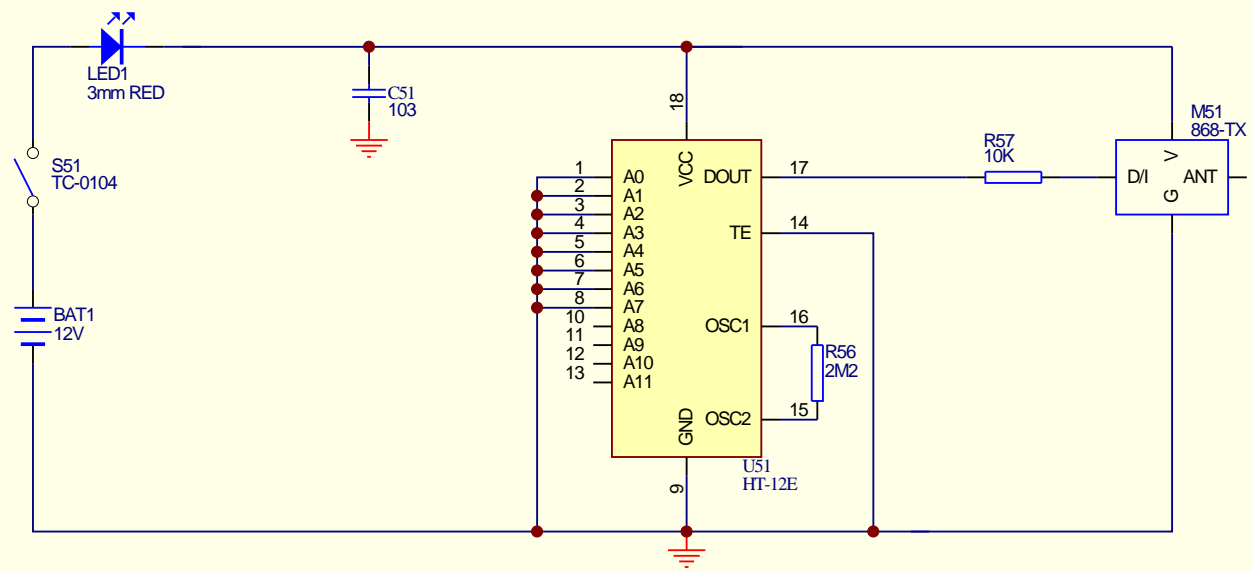 LED1
3mm RED
C51
103
S51
TC-0104
BAT1
12V
18
VCC
1
A0
2
A1
3
A2
4
A3
5
A4
6
A5
7
A6
8
A7
10
A8
11
A9
12
A10
13
A11
DOUT
17
TE
14
OSC1
16
OSC2
15
GND
9
U51
HT-12E
R56
2M2
R57
10K
M51
868-TX
D/I
V
G
ANT